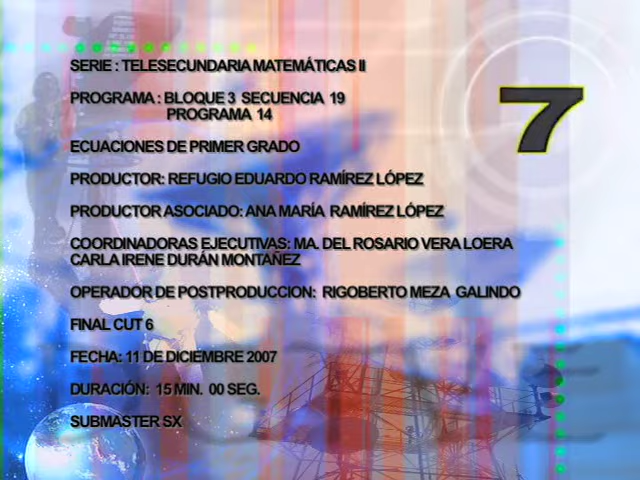 SERIE : TELESECUNDARIA MATEMÁTICAS II
7
PROGRAMA : BLOQUE 3 SECUENCIA 19
PROGRAMA 14
ECUACIONES DE PRIMER GRADO
PRODUCTOR: REFUGIO EDUARDO RAMÍREZ LÓPEZ
PRODUCTOR ASOCIADO: ANA MARÍA RAMÍREZ LÓPEZ
COORDINADORAS EJECUTIVAS: MA. DEL ROSARIO VERA LOERA
CARLA IRENE DURÁN MONTAÑEZ
OPERADOR DE POSTPRODUCCION: RIGOBERTO MEZA GALINDO
FINAL CUT 6
FECHA: 11 DE DICIEMBRE 2007
DURACIÓN: 15 MIN. 00 SEG.
SUBMASTER SX